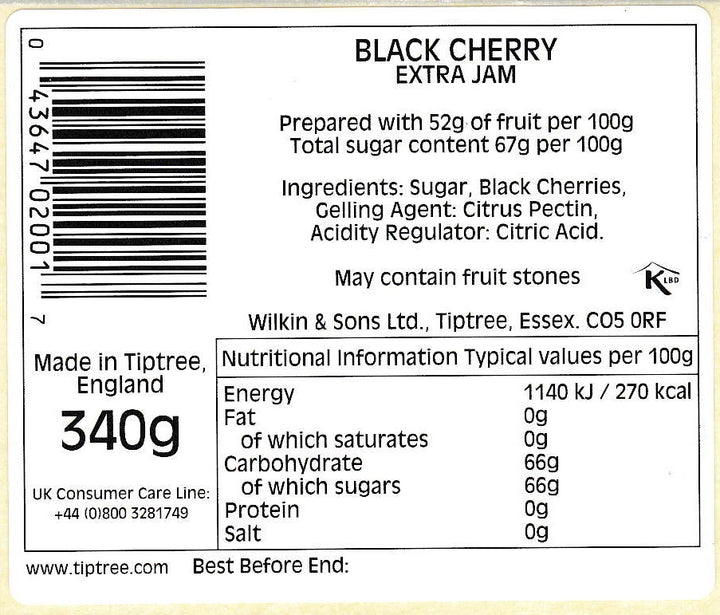 0 43647 02001 7
BLACK CHERRY
EXTRA JAM
Prepared with 52g of fruit per 100g
Total sugar content 67g per 100g
Ingredients: Sugar, Black Cherries,
Gelling Agent: Citrus Pectin,
Acidity Regulator: Citric Acid.
May contain fruit stones
K LBD
Wilkin & Sons Ltd., Tiptree, Essex. CO5 0RF
Made in Tiptree,
England
340g
UK Consumer Care Line:
+44 (0)800 3281749
Nutritional Information Typical values per 100g
Energy 1140 kJ / 270 kcal
Fat 0g
of which saturates 0g
Carbohydrate 66g
of which sugars 66g
Protein 0g
Salt 0g
www.tiptree.com Best Before End: